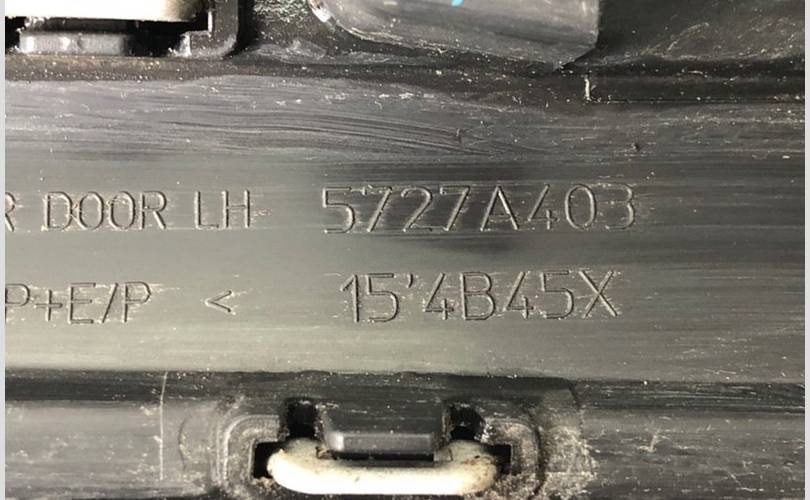 R DOOR LH 5727A403
P+E/P < 15'4B45X